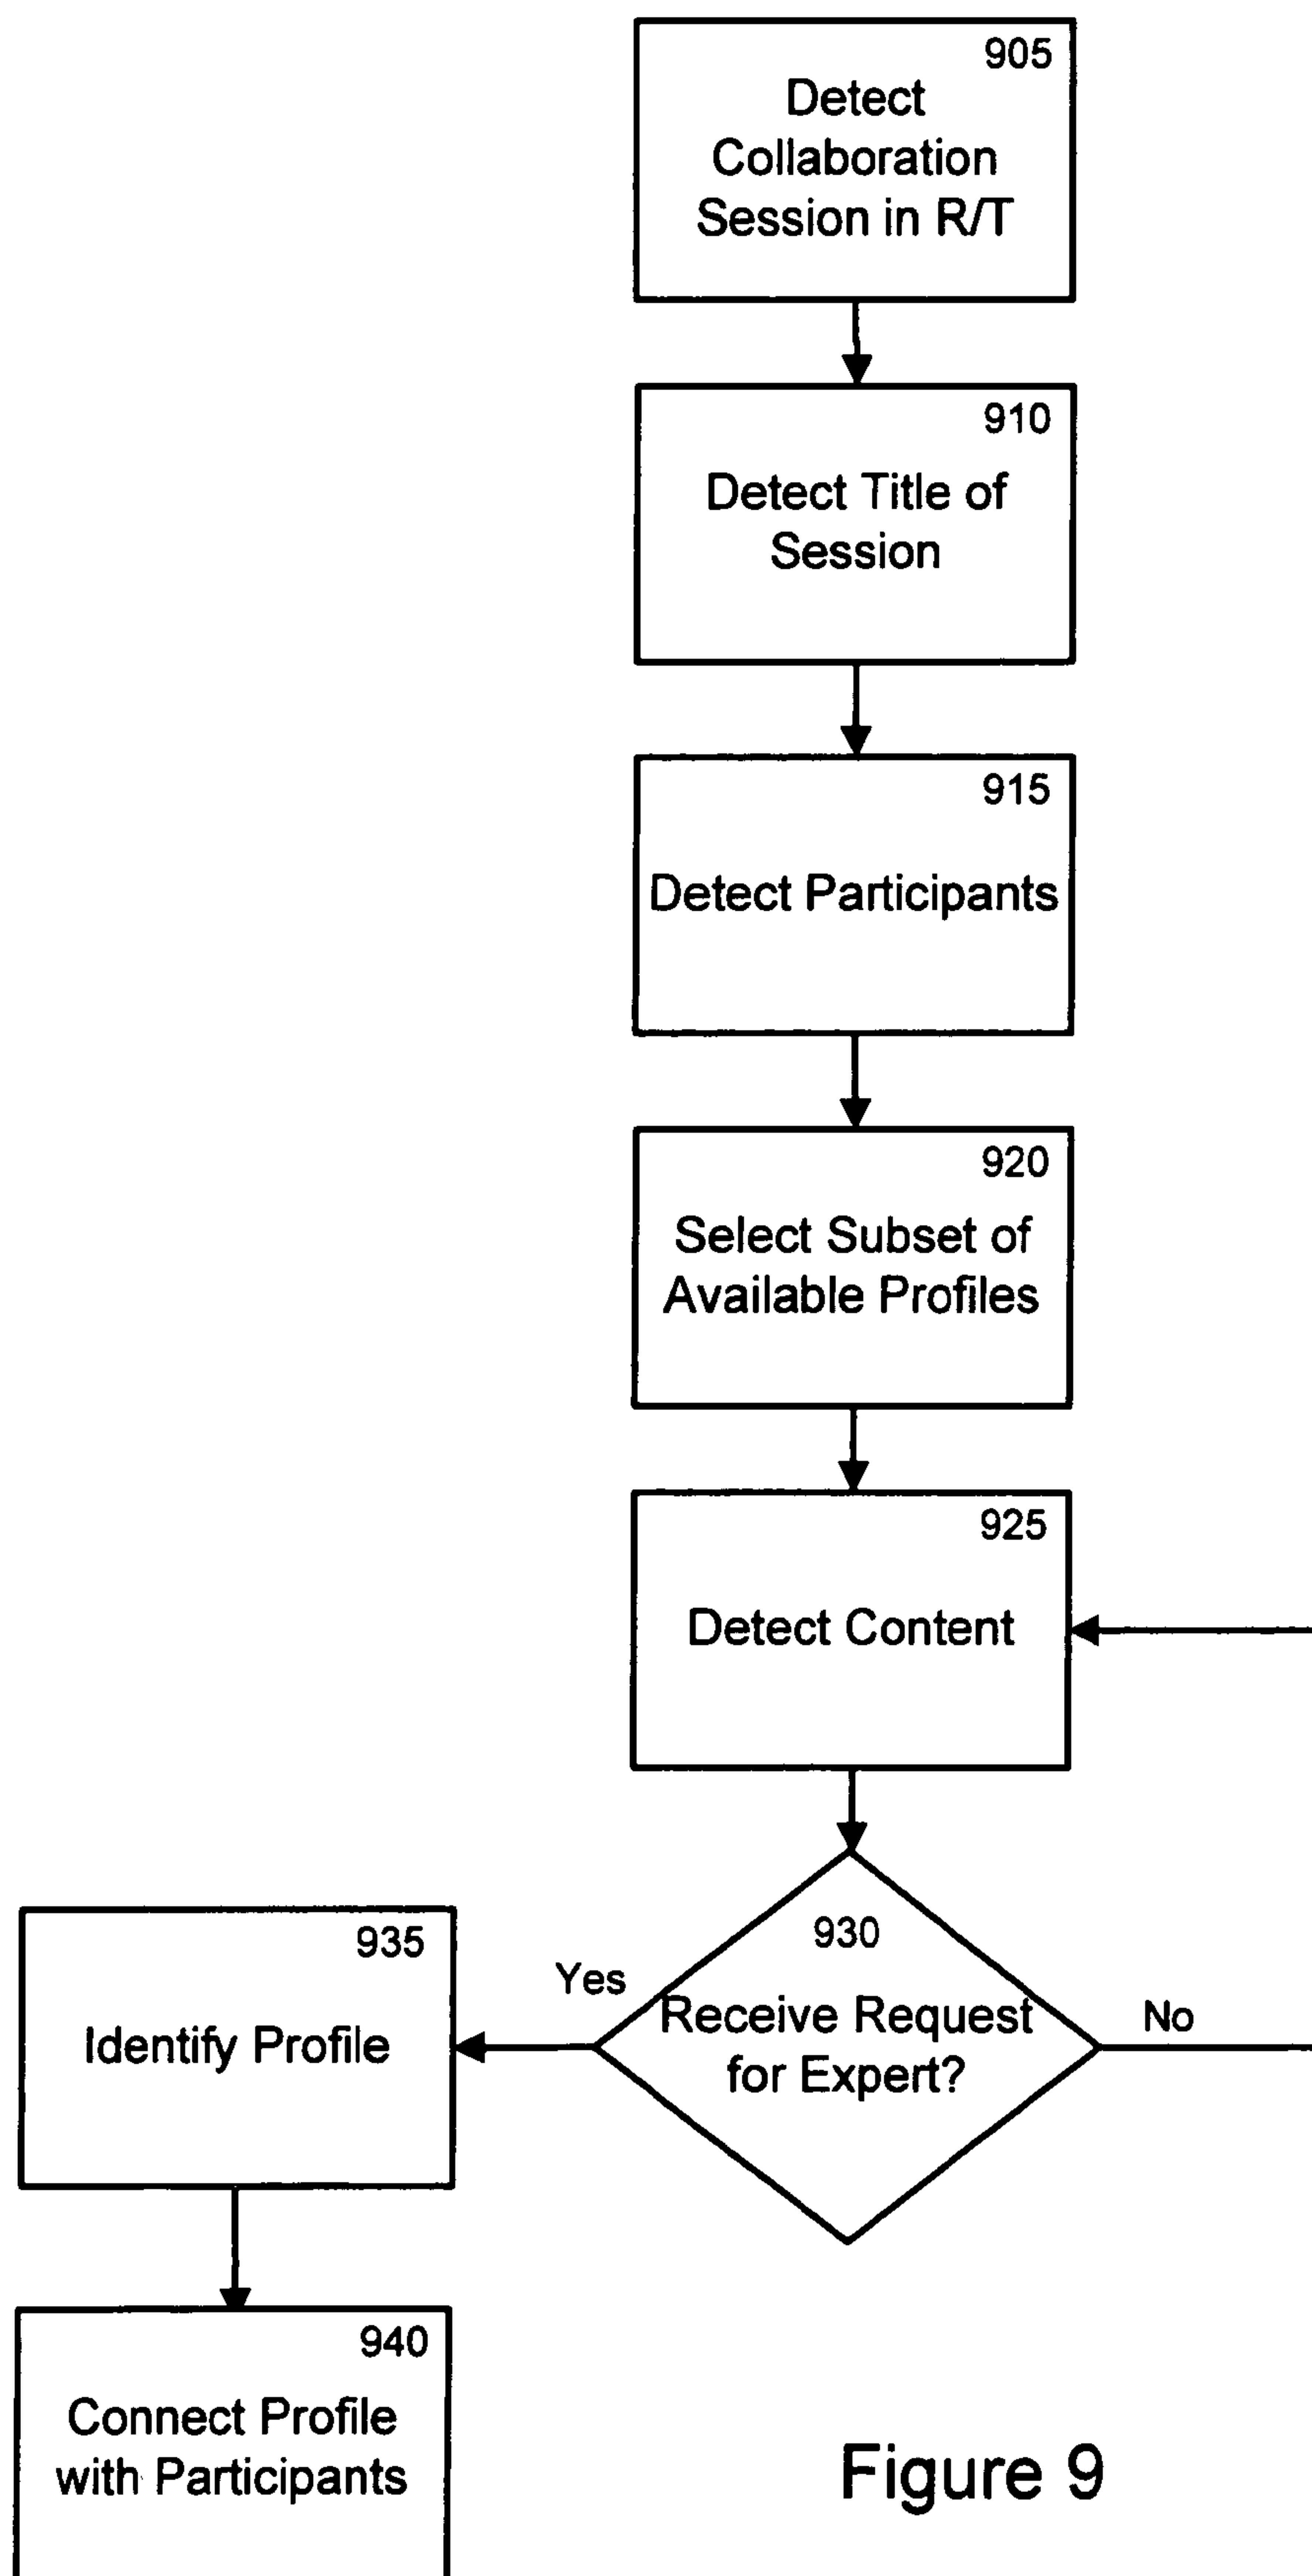 905
Detect
Collaboration
Session in R/T
910
Detect Title of
Session
915
Detect Participants
920
Select Subset of
Available Profiles
925
Detect Content
930
Receive Request
for Expert?
Yes
No
935
Identify Profile
940
Connect Profile
with Participants
Figure 9